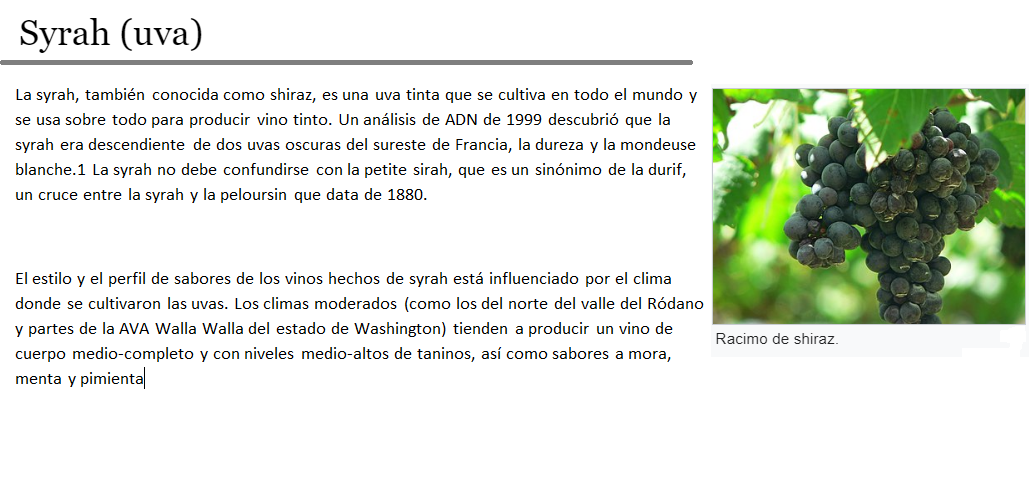 Syrah (uva)
La syrah, también conocida como shiraz, es una uva tinta que se cultiva en todo el mundo y
se usa sobre todo para producir vino tinto. Un análisis de ADN de 1999 descubrió que la
syrah era descendiente de dos uvas oscuras del sureste de Francia, la dureza y la mondeuse
blanche.1 La syrah no debe confundirse con la petite sirah, que es un sinónimo de la durif,
un cruce entre la syrah y la peloursin que data de 1880.
El estilo y el perfil de sabores de los vinos hechos de syrah está influenciado por el clima
donde se cultivaron las uvas. Los climas moderados (como los del norte del valle del Ródano
y partes de la AVA Walla Walla del estado de Washington) tienden a producir un vino de
cuerpo medio-completo y con niveles medio-altos de taninos, así como sabores a mora,
menta y pimienta
Racimo de shiraz.